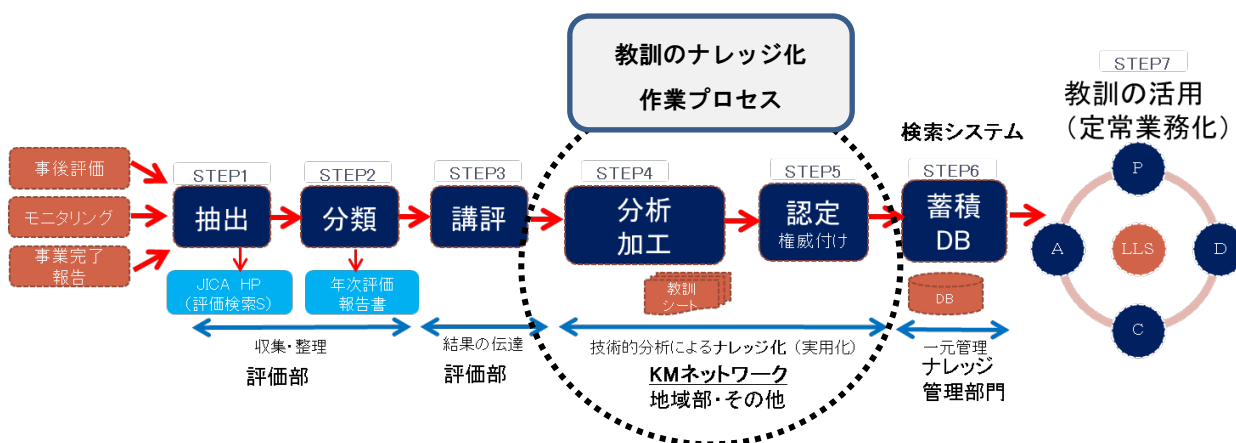 教訓のナレッジ化
作業プロセス
事後評価
モニタリング
事業完了
報告
STEP1
抽出
JICA HP
(評価検索S)
STEP2
分類
年次評価
報告書
STEP3
講評
STEP4
分析
加工
教訓
シート
STEP5
認定
権威付け
検索システム
STEP6
蓄積
DB
DB
STEP7
教訓の活用
(定常業務化)
P
A
LLS
D
C
収集・整理
評価部
結果の伝達
評価部
技術的分析によるナレッジ化(実用化)
KMネットワーク
地域部・その他
一元管理
ナレッジ
管理部門